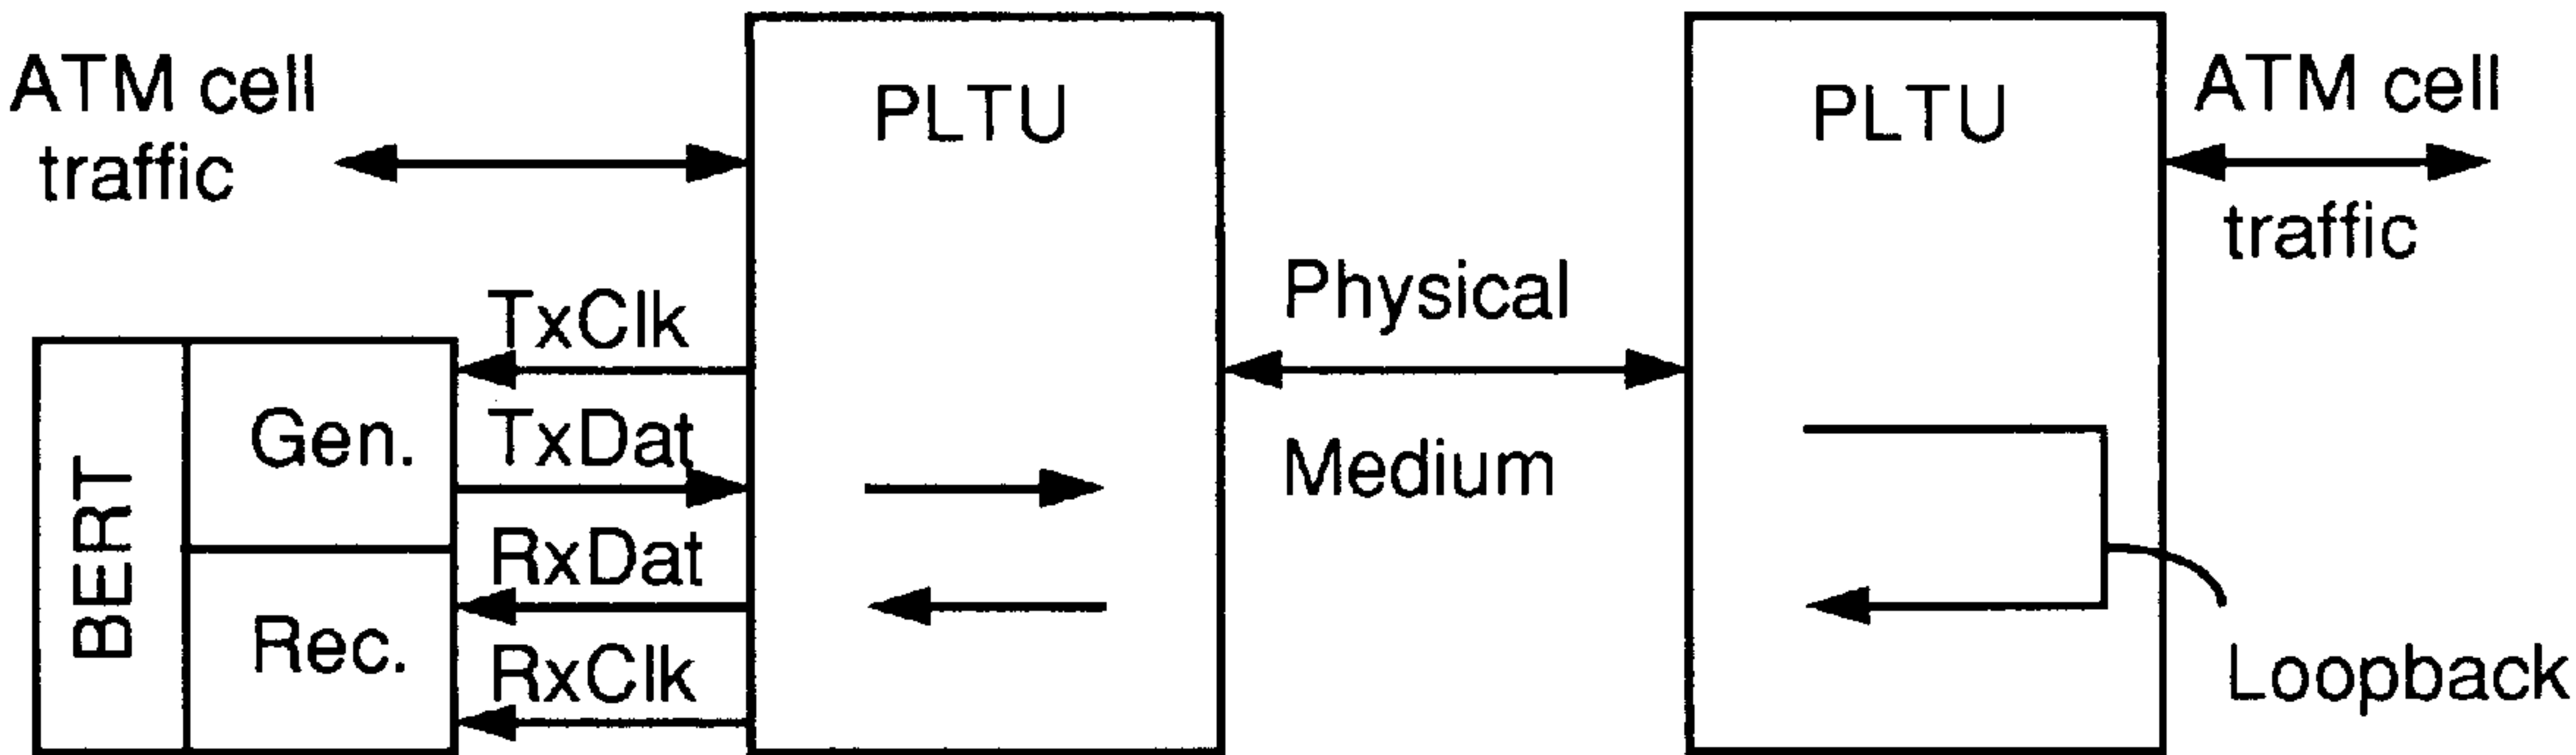 ATM cell
traffic
PLTU
PLTU
ATM cell
traffic
Physical
Medium
TxClk
TxDat
RxDat
RxClk
BERT
Gen.
Rec.
Loopback